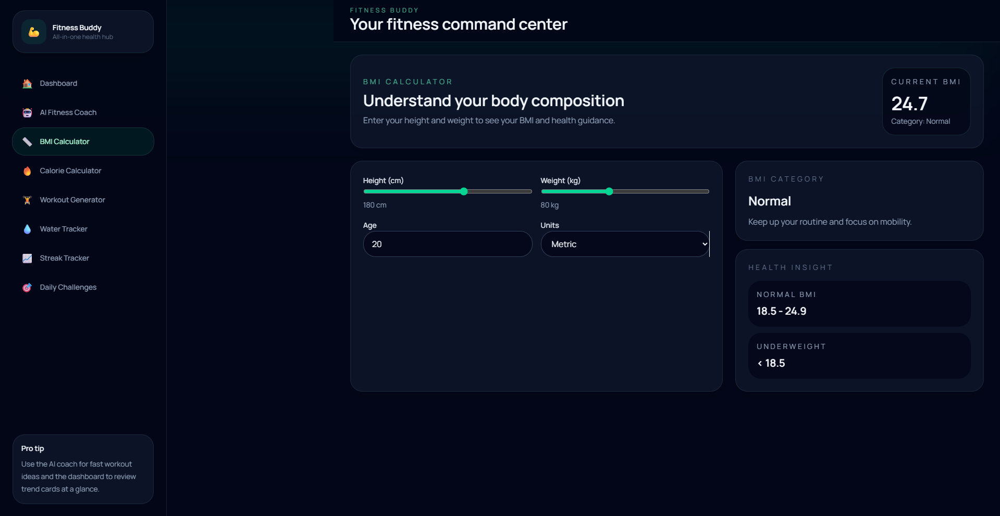 Fitness Buddy
All-in-one health hub
Dashboard
AI Fitness Coach
BMI Calculator
Calorie Calculator
Workout Generator
Water Tracker
Streak Tracker
Daily Challenges
Pro tip
Use the AI coach for fast workout
ideas and the dashboard to review
trend cards at a glance.
FITNESS BUDDY
Your fitness command center
BMI CALCULATOR
Understand your body composition
Enter your height and weight to see your BMI and health guidance.
CURRENT BMI
24.7
Category: Normal
Height (cm)
180 cm
Weight (kg)
80 kg
Age
20
Units
Metric
BMI CATEGORY
Normal
Keep up your routine and focus on mobility.
HEALTH INSIGHT
NORMAL BMI
18.5 - 24.9
UNDERWEIGHT
< 18.5